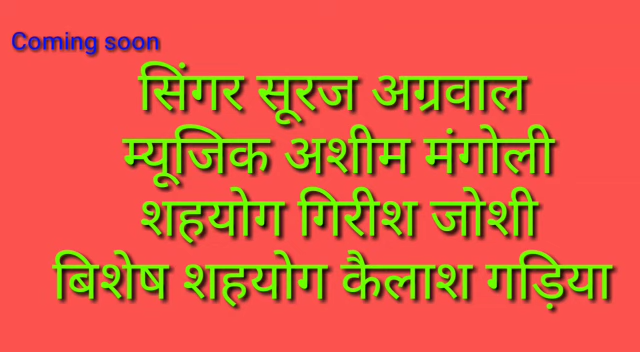 Coming soon
सिंगर सूरज अग्रवाल
म्यूजिक अशीम मंगोली
शहयोग गिरीश जोशी
बिशेष शहयोग कैलाश गड़िया